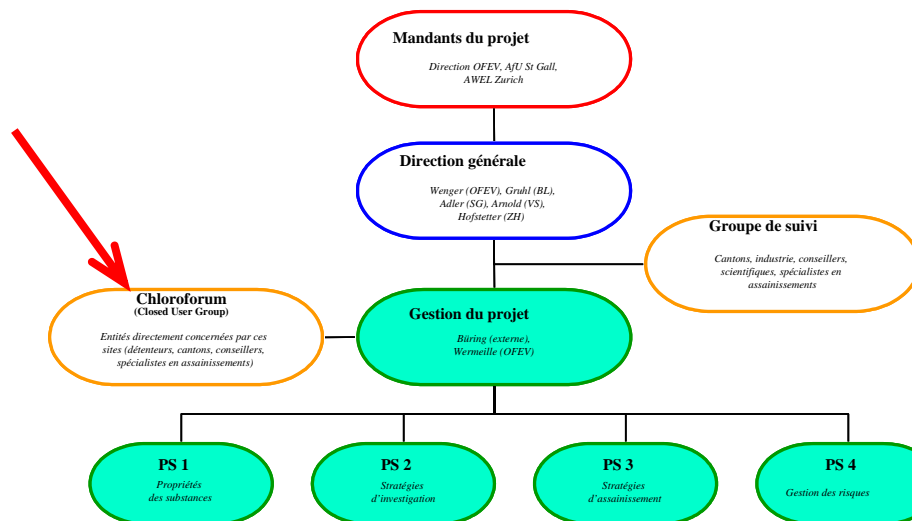 Mandants du projet
Direction OFEV, AfU St Gall,
AWEL Zurich
Direction générale
Wenger (OFEV), Gruhl (BL),
Adler (SG), Arnold (VS),
Hofstetter (ZH)
Groupe de suivi
Cantons, industrie, conseillers,
scientifiques, spécialistes en
assainissements
Chloroforum
(Closed User Group)
Entités directement concernées par ces
sites (détenteurs, cantons, conseillers,
spécialistes en assainissements)
Gestion du projet
Büring (externe),
Wermeille (OFEV)
PS 1
Propriétés
des substances
PS 2
Stratégies
d'investigation
PS 3
Stratégies
d'assainissement
PS 4
Gestion des risques